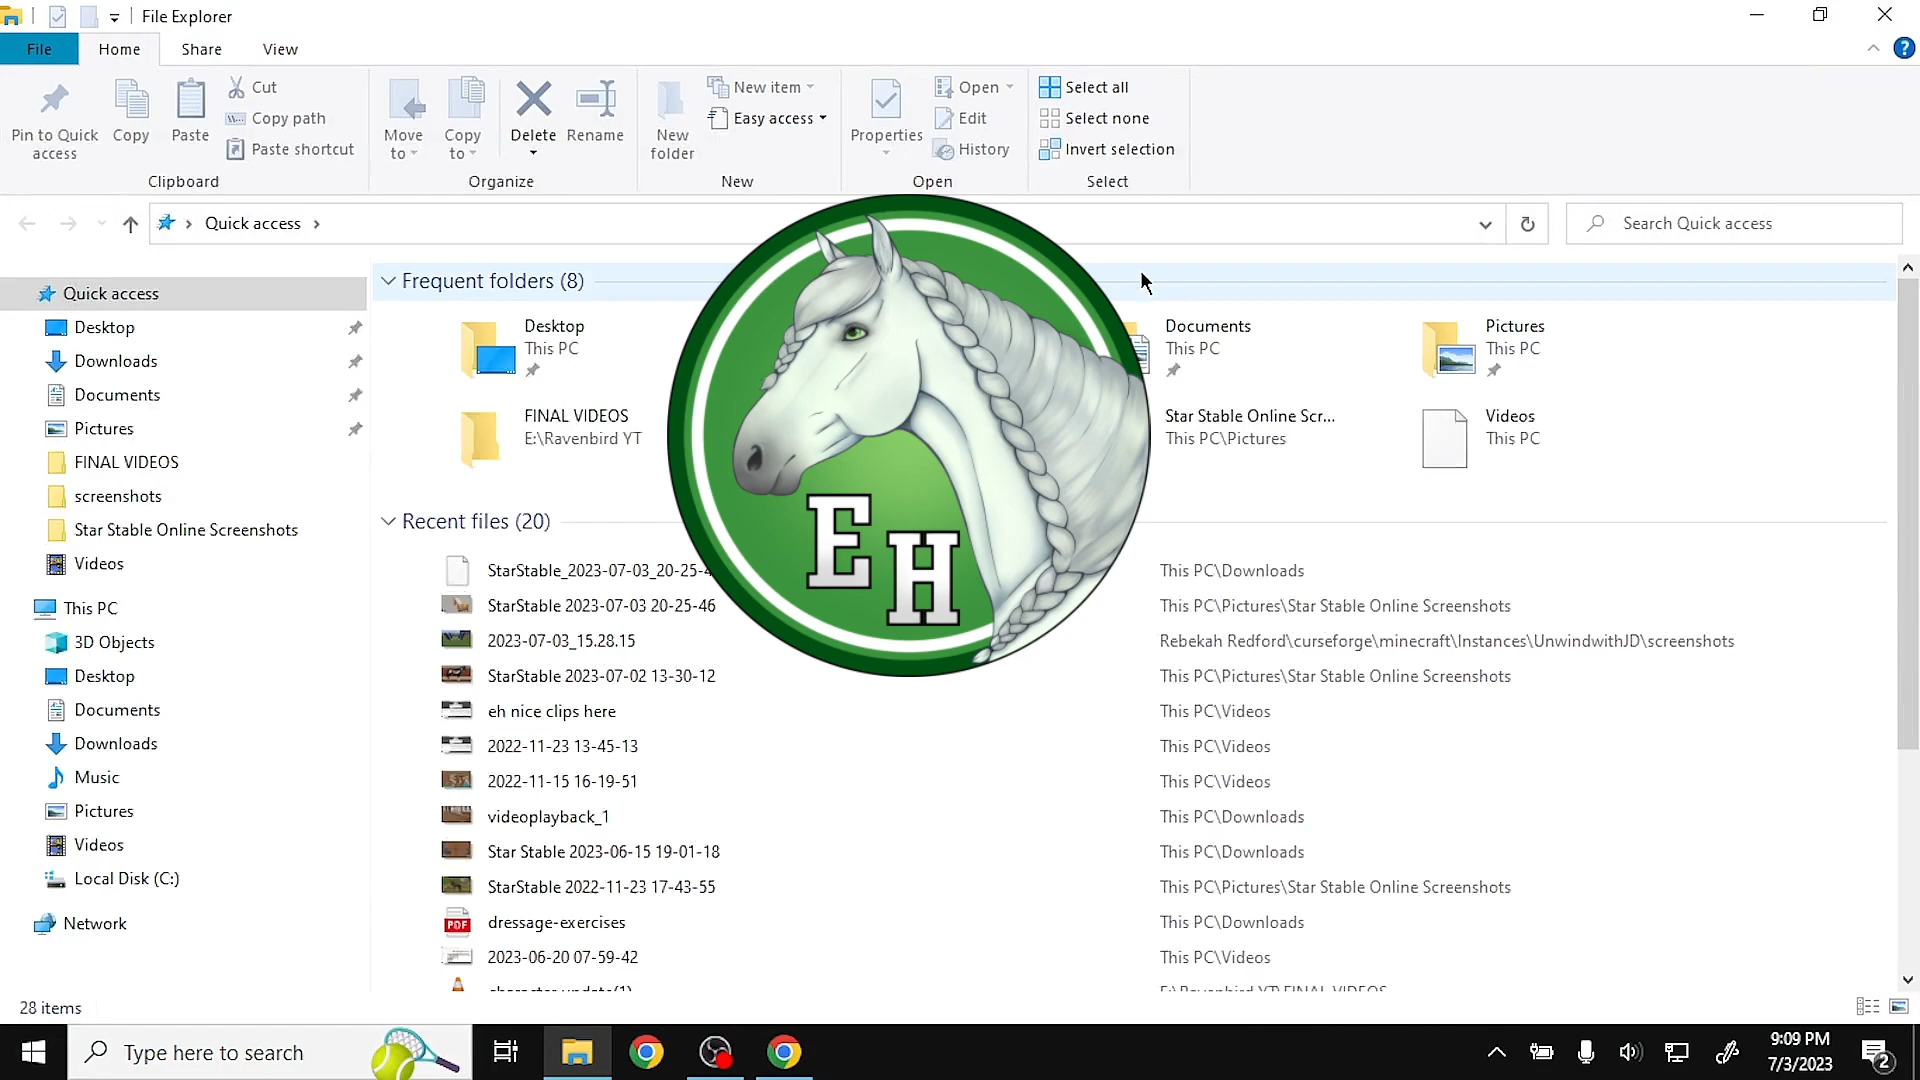 File Explorer
File Home Share View
Pin to Quick access
Copy
Paste
Cut
Copy path
Paste shortcut
Clipboard
Move to
Copy to
Delete
Rename
Organize
New folder
New item
Easy access
New
Properties
Open
Edit
History
Open
Select all
Select none
Invert selection
Select
Quick access
Search Quick access
Quick access
Desktop
Downloads
Documents
Pictures
FINAL VIDEOS
screenshots
Star Stable Online Screenshots
Videos
This PC
3D Objects
Desktop
Documents
Downloads
Music
Pictures
Videos
Local Disk (C:)
Network
Frequent folders (8)
Desktop
This PC
Documents
This PC
Pictures
This PC
FINAL VIDEOS
E:\Ravenbird YT
Star Stable Online Scr...
This PC\Pictures
Videos
This PC
E H
Recent files (20)
StarStable_2023-07-03_20-25-4 This PC\Downloads
StarStable 2023-07-03 20-25-46 This PC\Pictures\Star Stable Online Screenshots
2023-07-03_15.28.15 Rebekah Redford\curseforge\minecraft\Instances\UnwindwithJD\screenshots
StarStable 2023-07-02 13-30-12 This PC\Pictures\Star Stable Online Screenshots
eh nice clips here This PC\Videos
2022-11-23 13-45-13 This PC\Videos
2022-11-15 16-19-51 This PC\Videos
videoplayback_1 This PC\Downloads
Star Stable 2023-06-15 19-01-18 This PC\Downloads
StarStable 2022-11-23 17-43-55 This PC\Pictures\Star Stable Online Screenshots
PDF dressage-exercises This PC\Downloads
2023-06-20 07-59-42 This PC\Videos
character update(1) E:\Ravenbird YT\FINAL VIDEOS
28 items
Type here to search
9:09 PM
7/3/2023
2